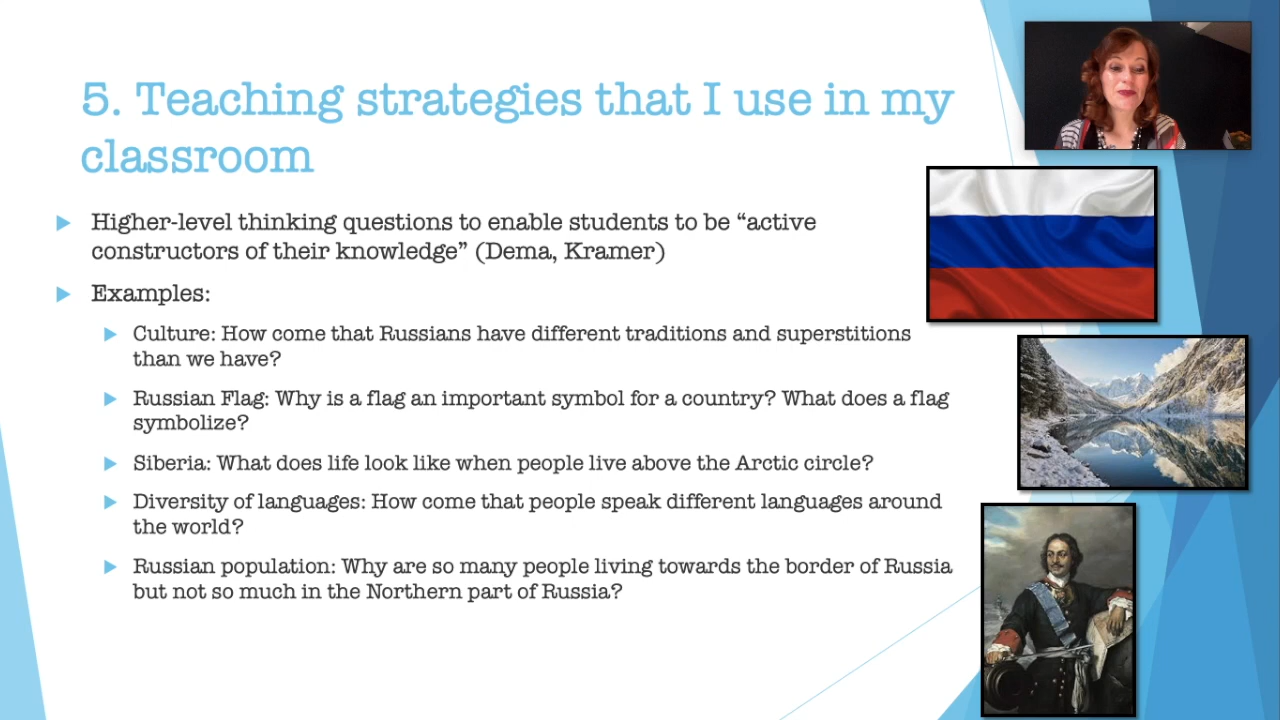 5. Teaching strategies that I use in my
classroom
Higher-level thinking questions to enable students to be “active
constructors of their knowledge” (Dema, Kramer)
Examples:
Culture: How come that Russians have different traditions and superstitions
than we have?
Russian Flag: Why is a flag an important symbol for a country? What does a flag
symbolize?
Siberia: What does life look like when people live above the Arctic circle?
Diversity of languages: How come that people speak different languages around
the world?
Russian population: Why are so many people living towards the border of Russia
but not so much in the Northern part of Russia?